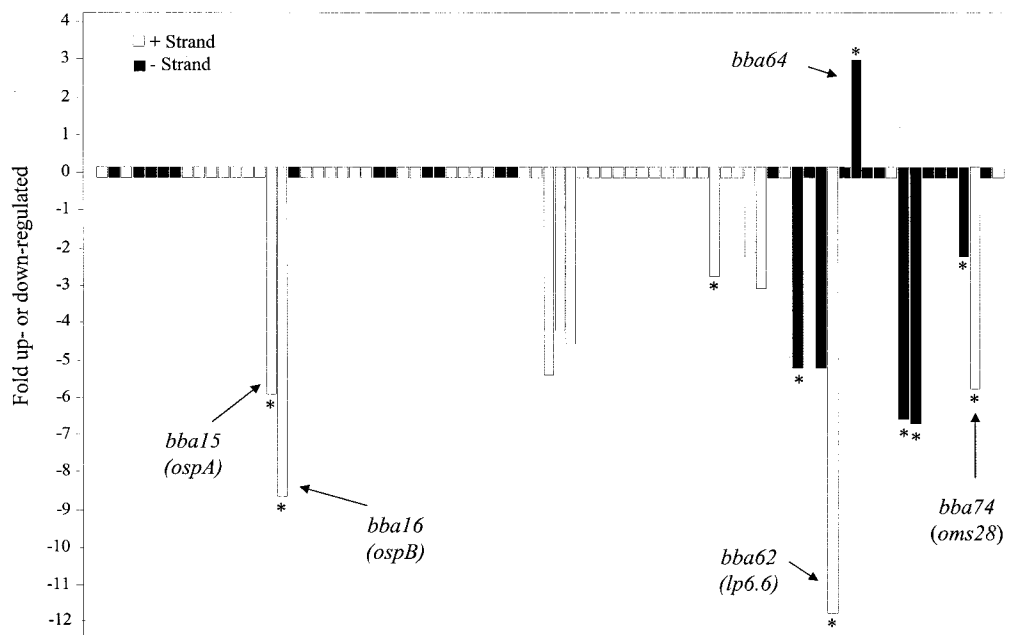 4
3
2
1
0
-1
-2
-3
-4
-5
-6
-7
-8
-9
-10
-11
-12
Fold up- or down-regulated
+ Strand
- Strand
bba64
*
*
*
*
*
*
*
*
*
*
bba15
(ospA)
bba16
(ospB)
bba62
(lp6.6)
bba74
(oms28)